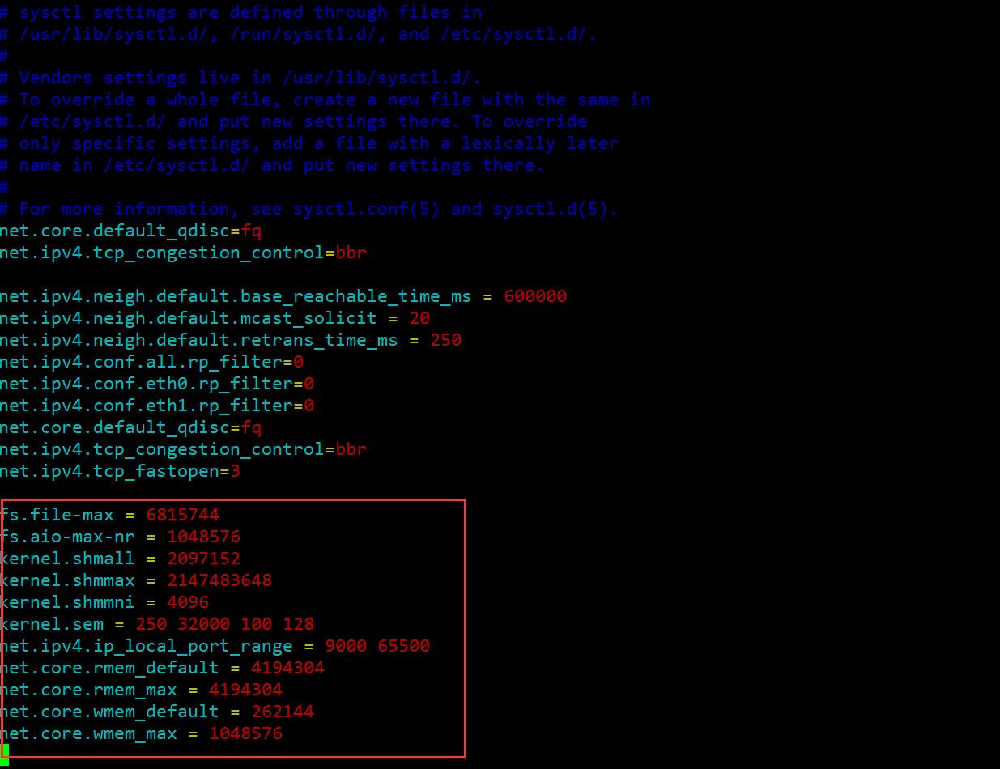 # sysctl settings are defined through files in
# /usr/lib/sysctl.d/, /run/sysctl.d/, and /etc/sysctl.d/.
#
# Vendors settings live in /usr/lib/sysctl.d/.
# To override a whole file, create a new file with the same in
# /etc/sysctl.d/ and put new settings there. To override
# only specific settings, add a file with a lexically later
# name in /etc/sysctl.d/ and put new settings there.
#
# For more information, see sysctl.conf(5) and sysctl.d(5).
net.core.default_qdisc=fq
net.ipv4.tcp_congestion_control=bbr
net.ipv4.neigh.default.base_reachable_time_ms = 600000
net.ipv4.neigh.default.mcast_solicit = 20
net.ipv4.neigh.default.retrans_time_ms = 250
net.ipv4.conf.all.rp_filter=0
net.ipv4.conf.eth0.rp_filter=0
net.ipv4.conf.eth1.rp_filter=0
net.core.default_qdisc=fq
net.ipv4.tcp_congestion_control=bbr
net.ipv4.tcp_fastopen=3
fs.file-max = 6815744
fs.aio-max-nr = 1048576
kernel.shmall = 2097152
kernel.shmmax = 2147483648
kernel.shmmni = 4096
kernel.sem = 250 32000 100 128
net.ipv4.ip_local_port_range = 9000 65500
net.core.rmem_default = 4194304
net.core.rmem_max = 4194304
net.core.wmem_default = 262144
net.core.wmem_max = 1048576